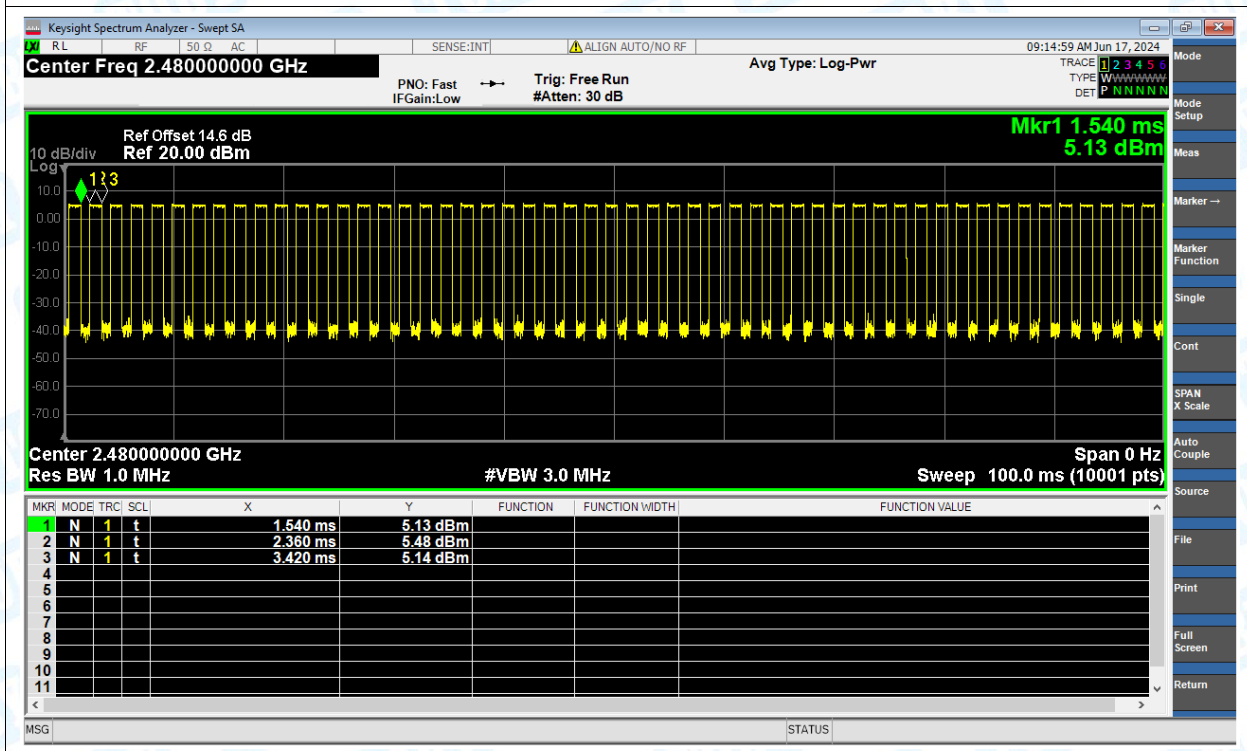 Keysight Spectrum Analyzer - Swept SA
LXI RL RF 50 Ω AC SENSE:INT ALIGN AUTO/NO RF 09:14:59 AM Jun 17, 2024
Center Freq 2.480000000 GHz
Avg Type: Log-Pwr
TRACE 1 2 3 4 5 6
TYPE WWWWWW
DET P N N N N N
PNO: Fast
IFGain:Low
Trig: Free Run
#Atten: 30 dB
Mkr1 1.540 ms
5.13 dBm
Ref Offset 14.6 dB
10 dB/div Ref 20.00 dBm
Log
1 2 3
10.0
0.00
-10.0
-20.0
-30.0
-40.0
-50.0
-60.0
-70.0
Center 2.480000000 GHz Span 0 Hz
Res BW 1.0 MHz #VBW 3.0 MHz Sweep 100.0 ms (10001 pts)
MKR MODE TRC SCL X Y FUNCTION FUNCTION WIDTH FUNCTION VALUE
1 N 1 t 1.540 ms 5.13 dBm
2 N 1 t 2.360 ms 5.48 dBm
3 N 1 t 3.420 ms 5.14 dBm
4
5
6
7
8
9
10
11
MSG STATUS
Mode
Mode
Setup
Meas
Marker →
Marker
Function
Single
Cont
SPAN
X Scale
Auto
Couple
Source
File
Print
Full
Screen
Return